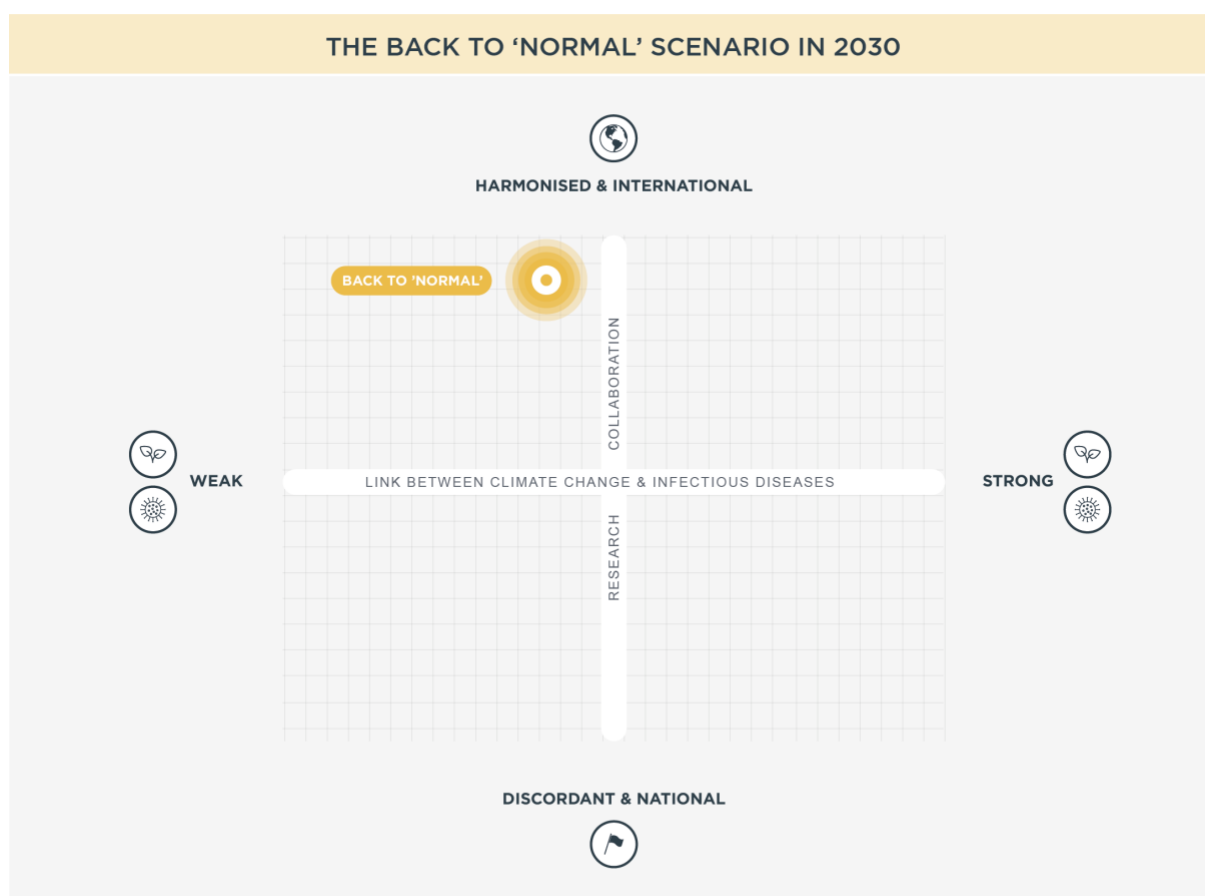 THE BACK TO ‘NORMAL’ SCENARIO IN 2030
HARMONISED & INTERNATIONAL
BACK TO 'NORMAL'
COLLABORATION
WEAK
LINK BETWEEN CLIMATE CHANGE & INFECTIOUS DISEASES
STRONG
RESEARCH
DISCORDANT & NATIONAL